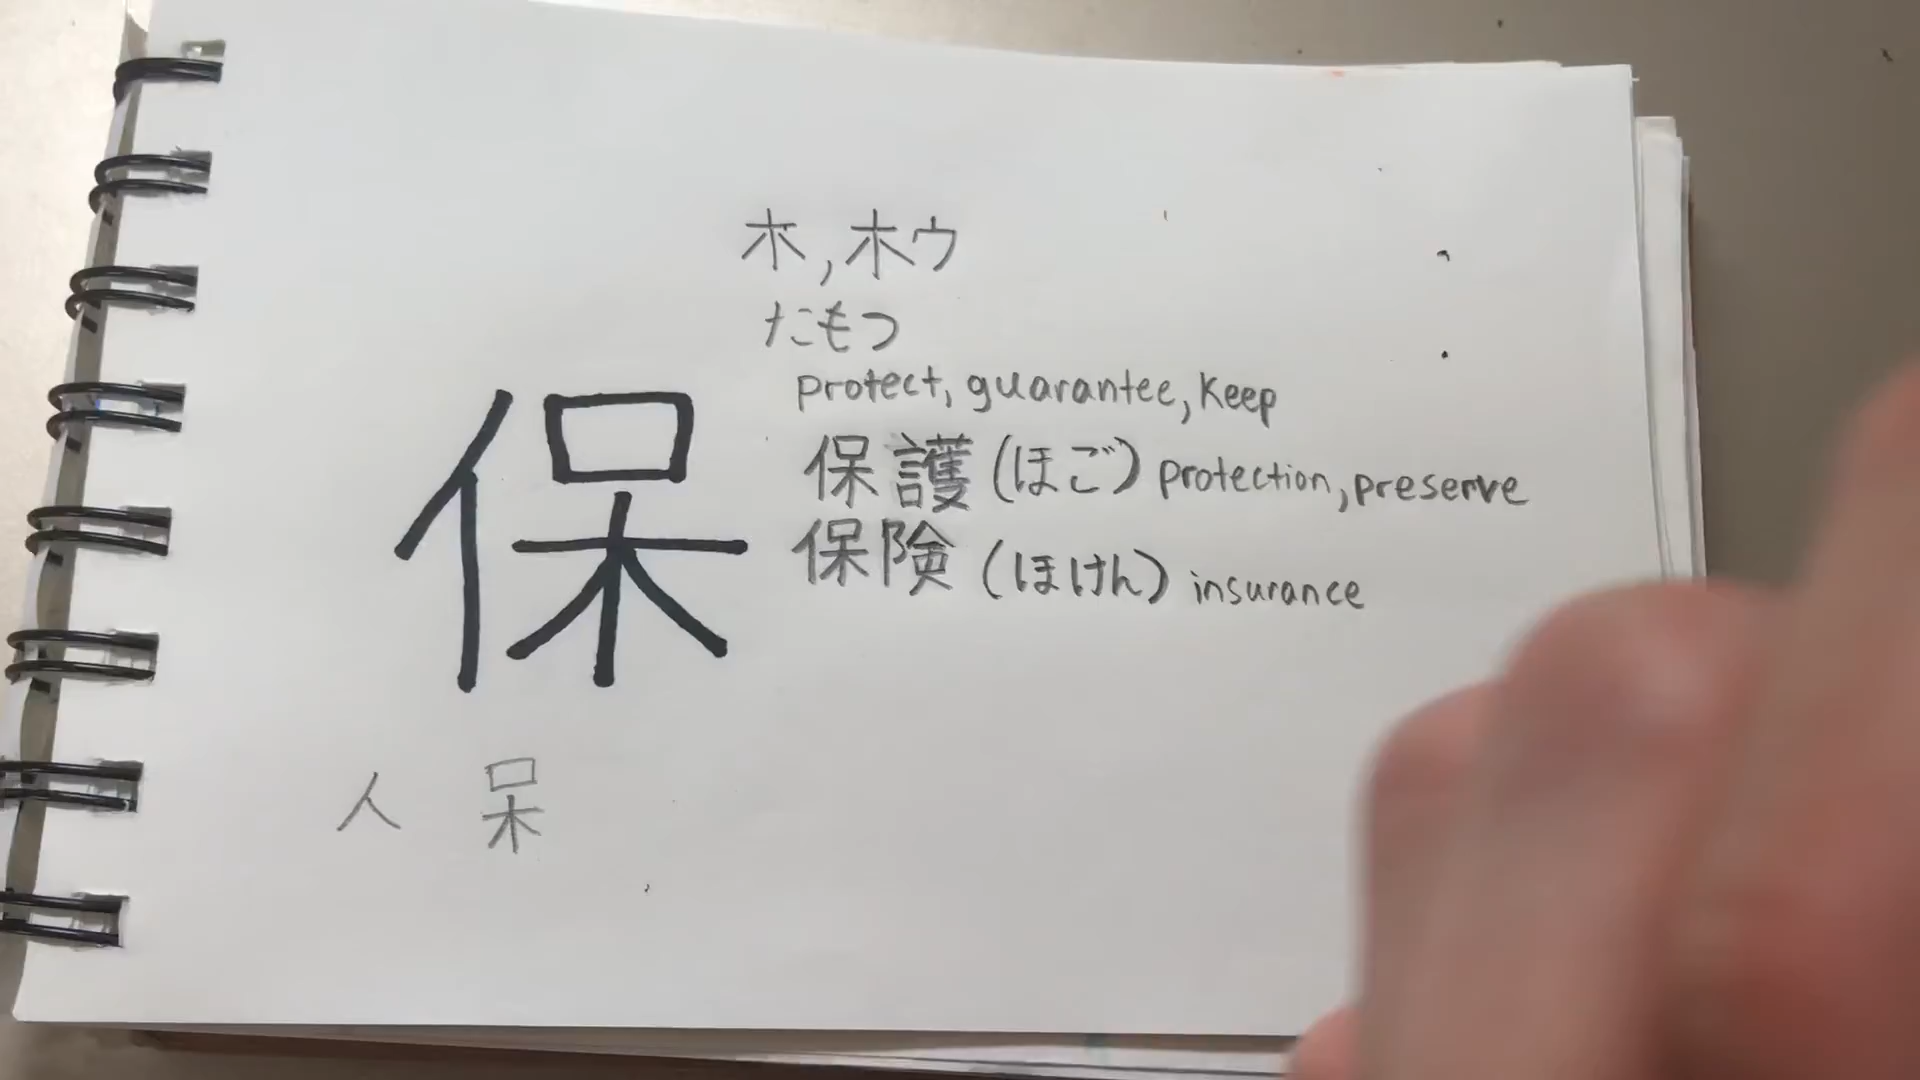 ホ,ホウ
たもつ
protect, guarantee, keep
保護(ほご) protection, preserve
保険(ほけん) insurance
保
人 呆